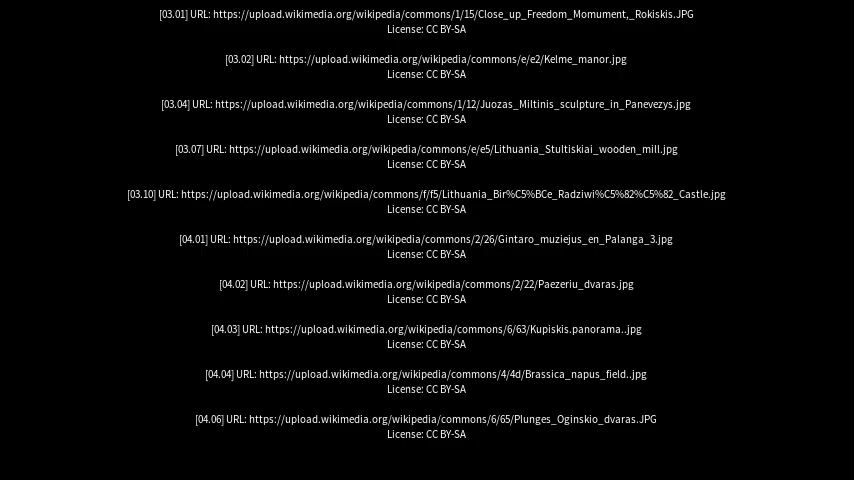 [03.01] URL: https://upload.wikimedia.org/wikipedia/commons/1/15/Close_up_Freedom_Momument,_Rokiskis.JPG
License: CC BY-SA
[03.02] URL: https://upload.wikimedia.org/wikipedia/commons/e/e2/Kelme_manor.jpg
License: CC BY-SA
[03.04] URL: https://upload.wikimedia.org/wikipedia/commons/1/12/Juozas_Miltinis_sculpture_in_Panevezys.jpg
License: CC BY-SA
[03.07] URL: https://upload.wikimedia.org/wikipedia/commons/e/e5/Lithuania_Stultiskiai_wooden_mill.jpg
License: CC BY-SA
[03.10] URL: https://upload.wikimedia.org/wikipedia/commons/f/f5/Lithuania_Bir%C5%BCe_Radziwi%C5%82%C5%82_Castle.jpg
License: CC BY-SA
[04.01] URL: https://upload.wikimedia.org/wikipedia/commons/2/26/Gintaro_muziejus_en_Palanga_3.jpg
License: CC BY-SA
[04.02] URL: https://upload.wikimedia.org/wikipedia/commons/2/22/Paezeriu_dvaras.jpg
License: CC BY-SA
[04.03] URL: https://upload.wikimedia.org/wikipedia/commons/6/63/Kupiskis.panorama..jpg
License: CC BY-SA
[04.04] URL: https://upload.wikimedia.org/wikipedia/commons/4/4d/Brassica_napus_field..jpg
License: CC BY-SA
[04.06] URL: https://upload.wikimedia.org/wikipedia/commons/6/65/Plunges_Oginskio_dvaras.JPG
License: CC BY-SA